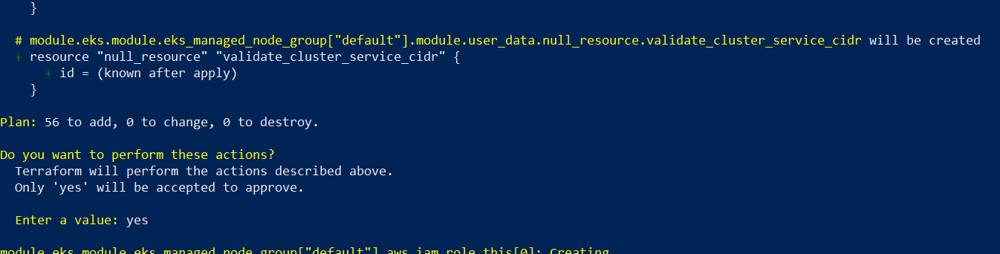 }
# module.eks.module.eks_managed_node_group["default"].module.user_data.null_resource.validate_cluster_service_cidr will be created
+ resource "null_resource" "validate_cluster_service_cidr" {
+ id = (known after apply)
}
Plan: 56 to add, 0 to change, 0 to destroy.
Do you want to perform these actions?
Terraform will perform the actions described above.
Only 'yes' will be accepted to approve.
Enter a value: yes
module.eks.module.eks_managed_node_group["default"].aws_iam_role.this[0]: Creating...